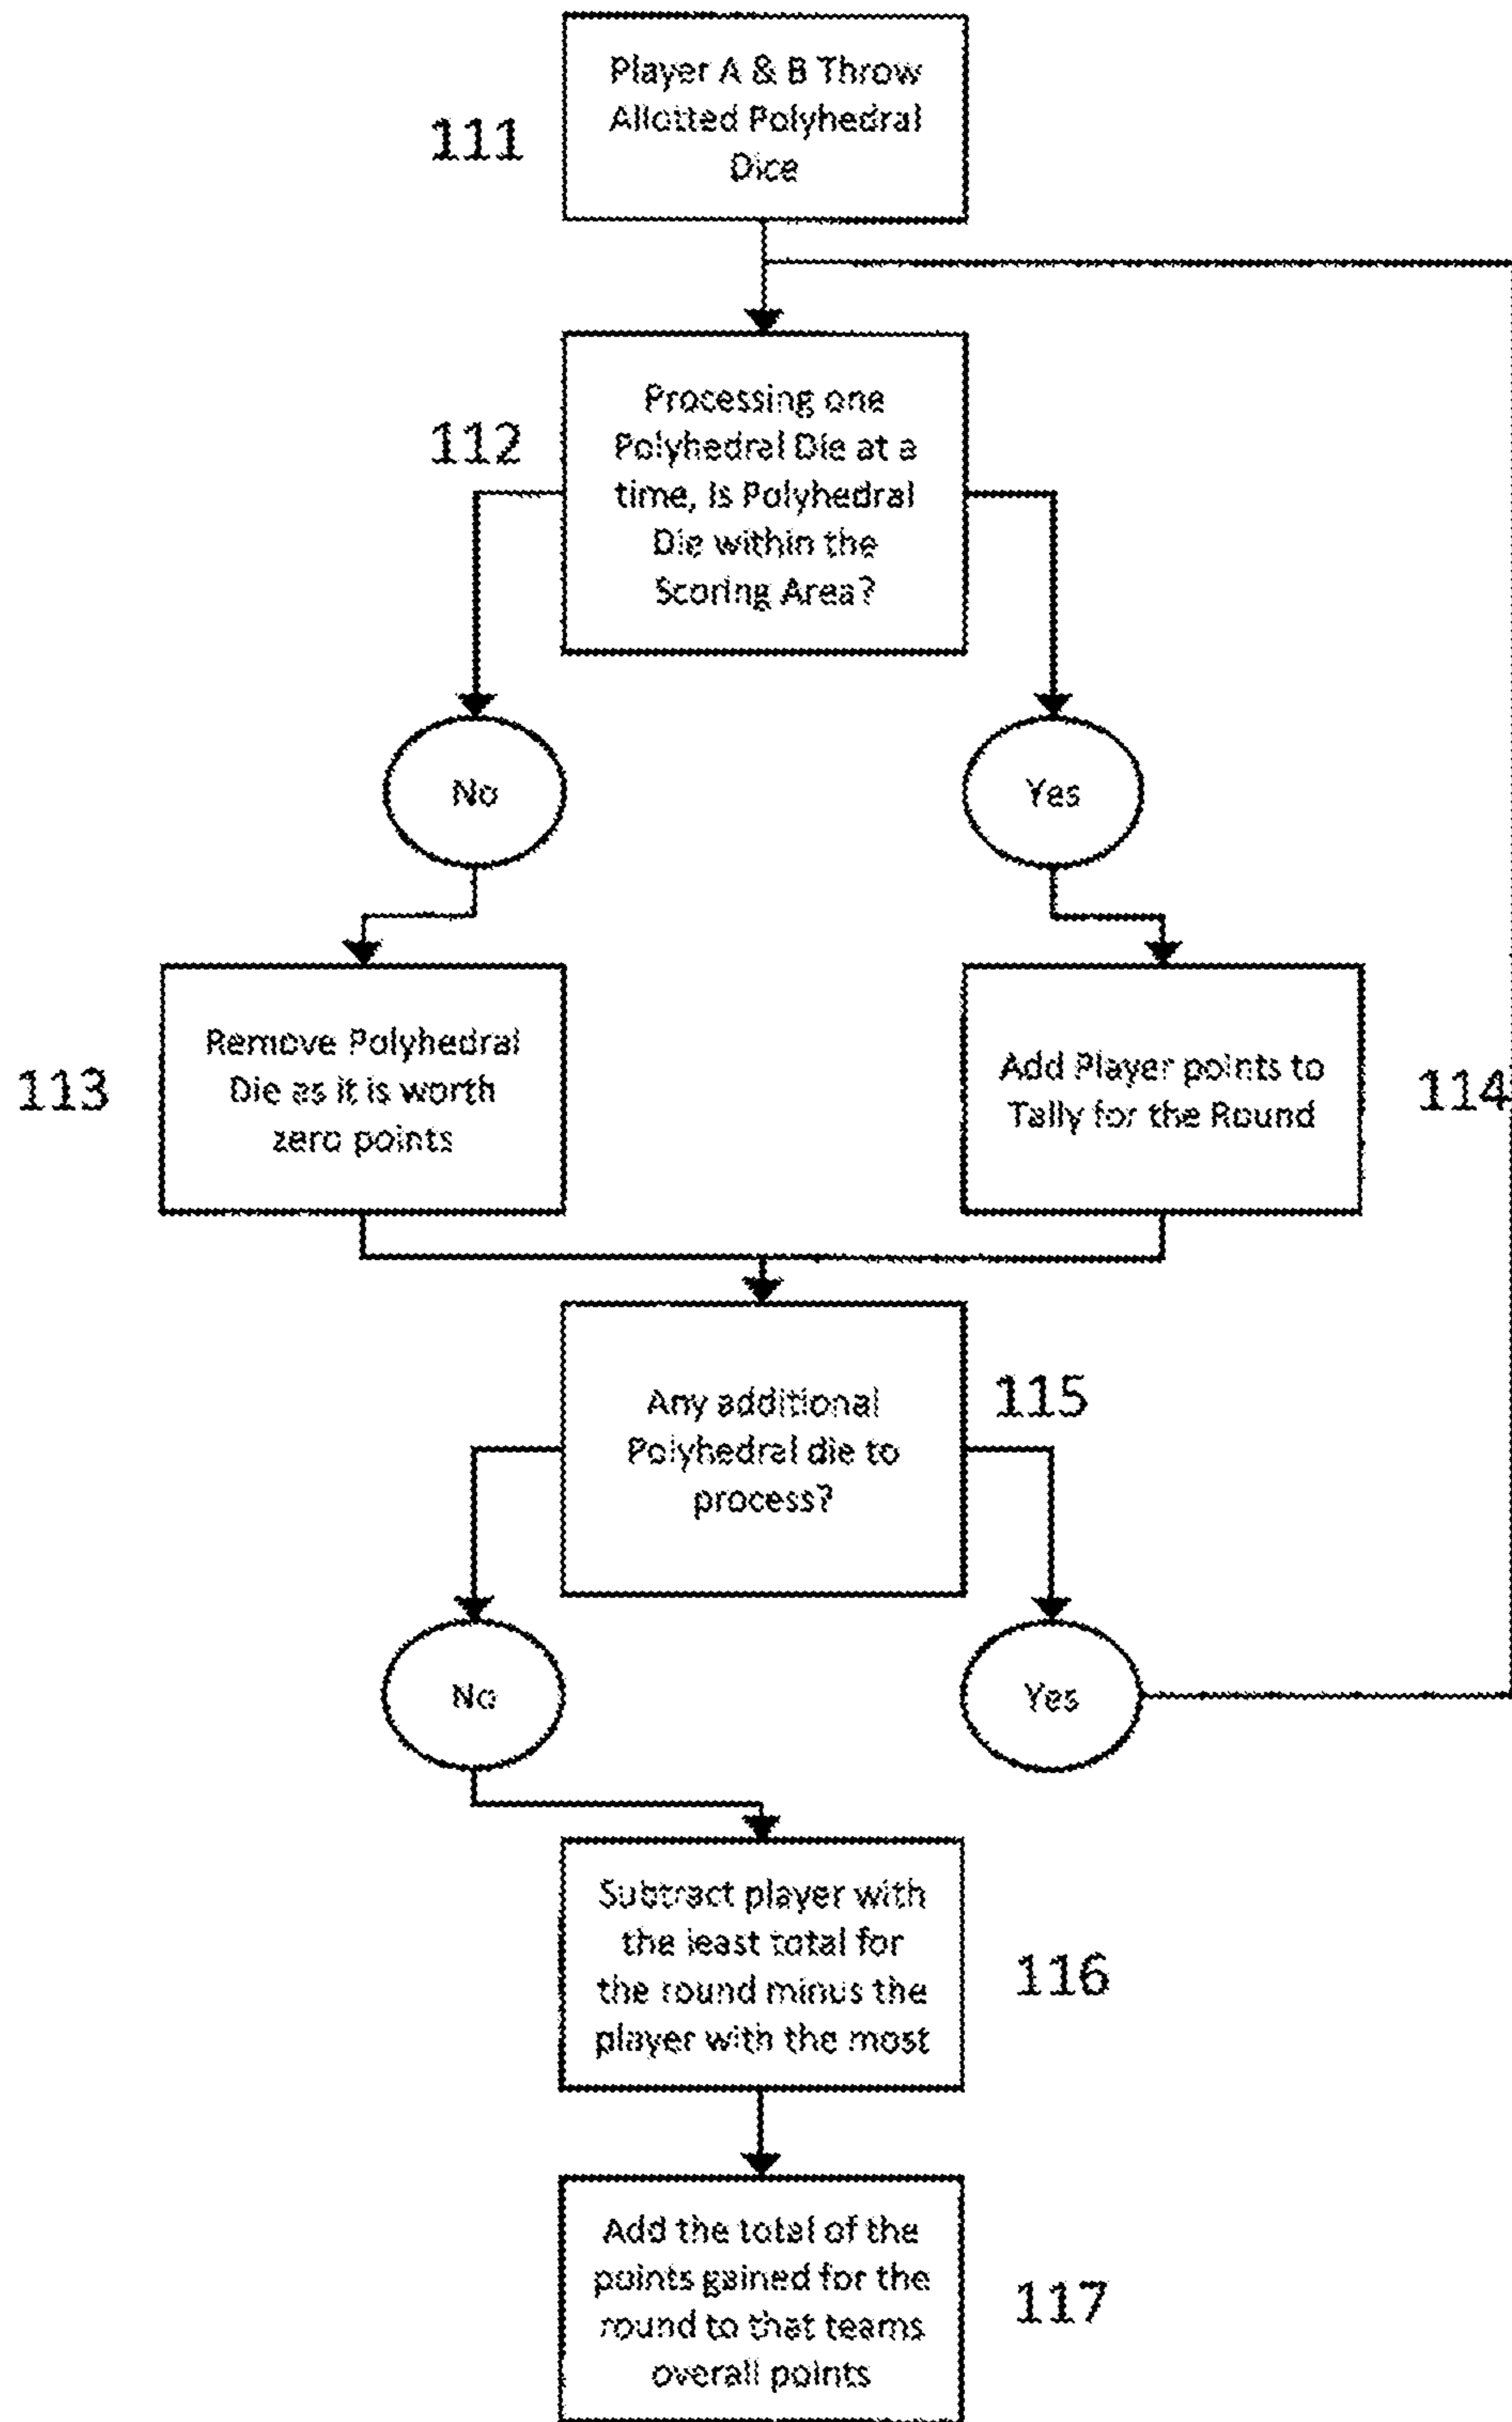 Player A & B Throw
Allotted Polyhedral
Dice
111
Processing one
Polyhedral Die at a
time, Is Polyhedral
Die within the
Scoring Area?
112
No
Yes
Remove Polyhedral
Die as it is worth
zero points
113
Add Player points to
Tally for the Round
114
Any additional
Polyhedral die to
process?
115
No
Yes
Subtract player with
the least total for
the round minus the
player with the most
116
Add the total of the
points gained for the
round to that teams
overall points
117